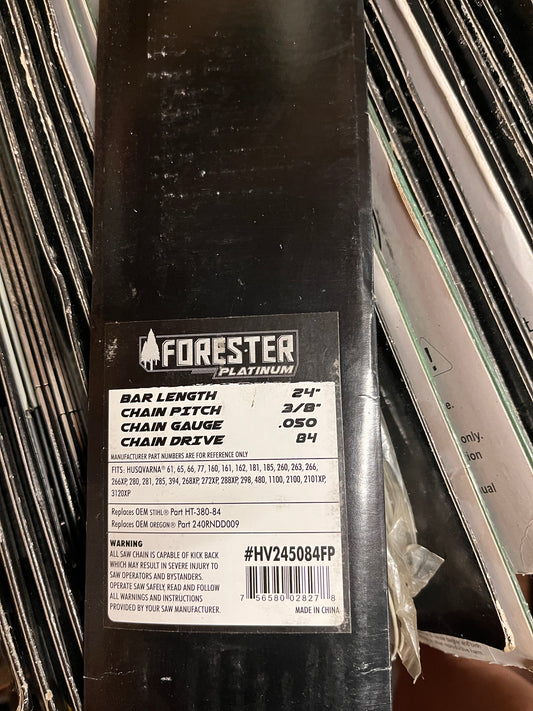 FORESTER
PLATINUM
BAR LENGTH 24"
CHAIN PITCH 3/8"
CHAIN GAUGE .050
CHAIN DRIVE 84
MANUFACTURER PART NUMBERS ARE FOR REFERENCE ONLY
FITS: HUSQVARNA® 61, 65, 66, 77, 160, 161, 162, 181, 185, 260, 263, 266,
266XP, 280, 281, 285, 394, 268XP, 272XP, 288XP, 298, 480, 1100, 2100, 2101XP,
3120XP
Replaces OEM STIHL® Part HT-380-84
Replaces OEM OREGON® Part 240RNDD009
WARNING
ALL SAW CHAIN IS CAPABLE OF KICK BACK
WHICH MAY RESULT IN SEVERE INJURY TO
SAW OPERATORS AND BYSTANDERS.
OPERATE SAW SAFELY, READ AND FOLLOW
ALL WARNINGS AND INSTRUCTIONS
PROVIDED BY YOUR SAW MANUFACTURER.
#HV245084FP
7 56580 02827 8
MADE IN CHINA
only.